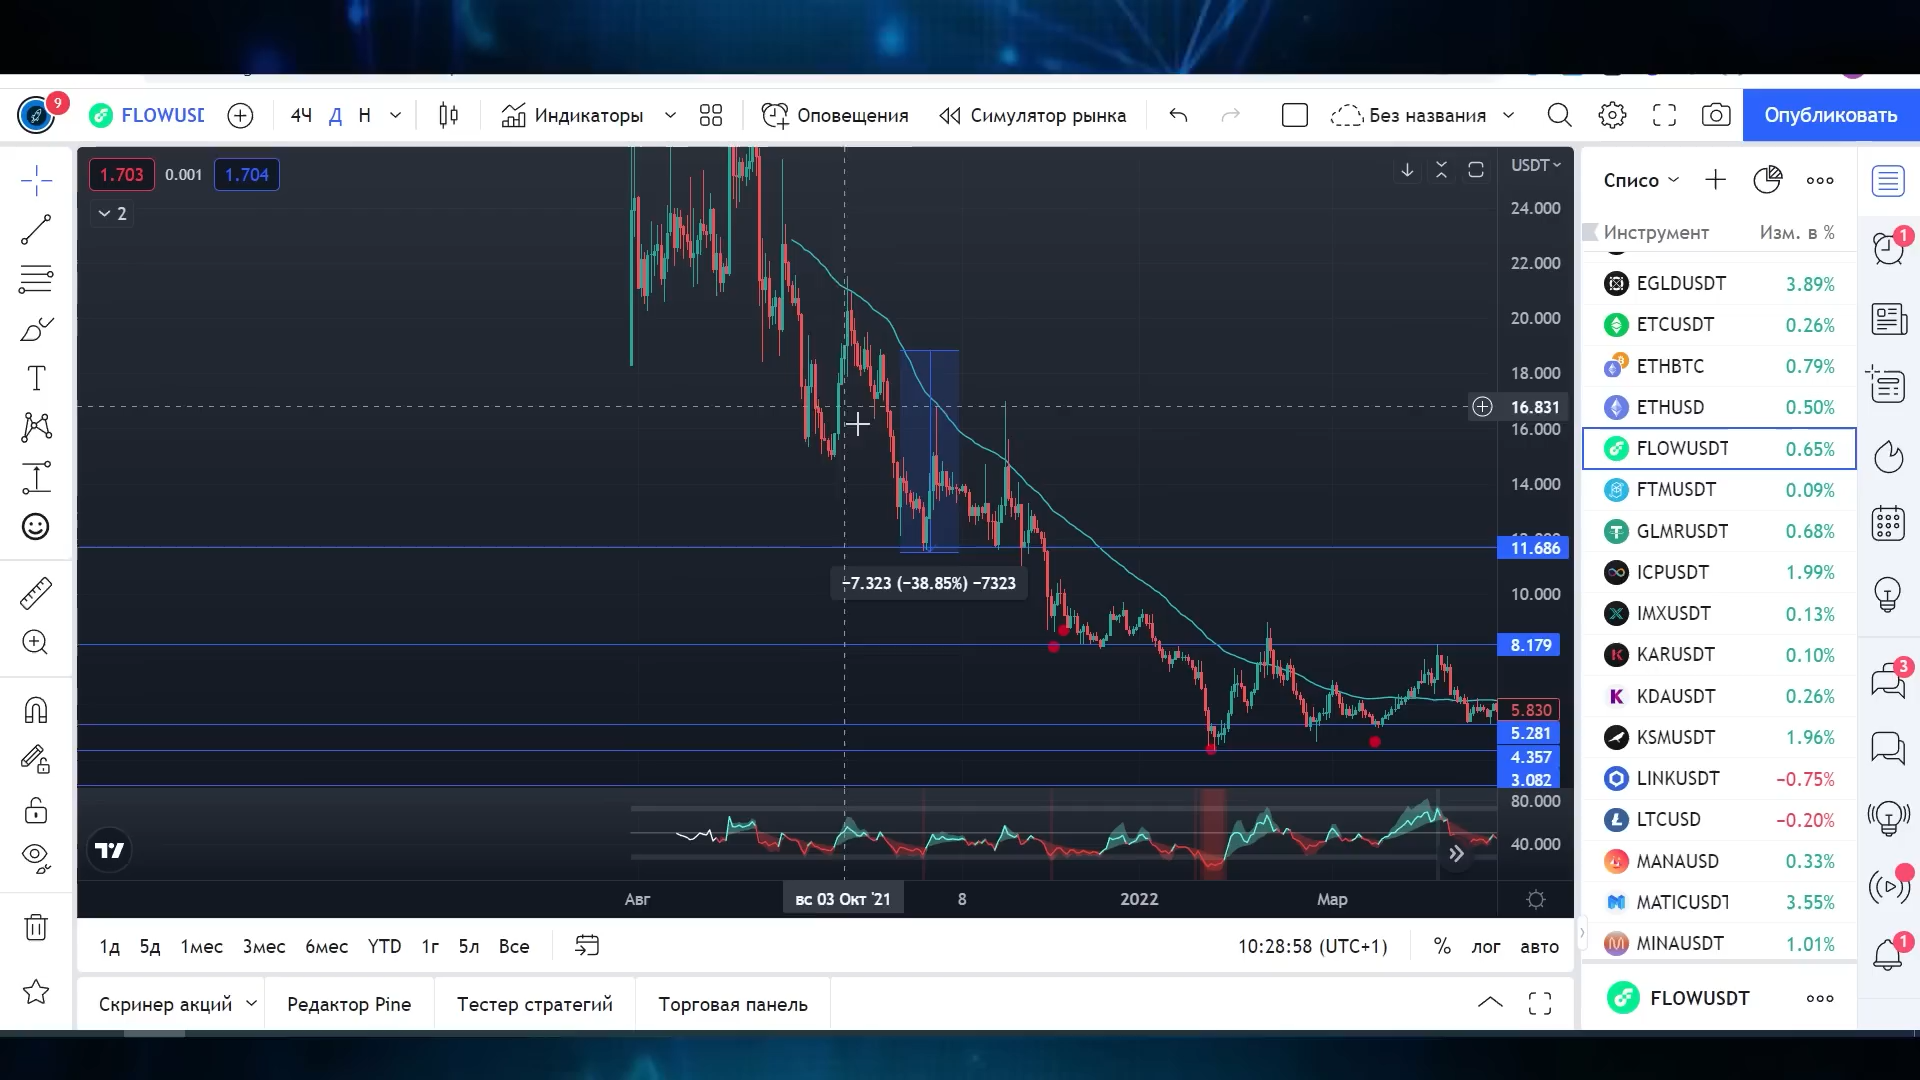 9
FLOWUSD
4Ч Д Н
Индикаторы
Оповещения
Симулятор рынка
Без названия
Опубликовать
1.703 0.001 1.704
2
USDT
24.000
22.000
20.000
18.000
16.831
16.000
14.000
11.686
−7.323 (−38.85%) −7323
10.000
8.179
5.830
5.281
4.357
3.082
80.000
40.000
Авг
вс 03 Окт '21
8
2022
Мар
1д 5д 1мес 3мес 6мес YTD 1г 5л Все
10:28:58 (UTC+1)
% лог авто
Скринер акций
Редактор Pine
Тестер стратегий
Торговая панель
Списо
Инструмент Изм. в %
EGLDUSDT 3.89%
ETCUSDT 0.26%
ETHBTC 0.79%
ETHUSD 0.50%
FLOWUSDT 0.65%
FTMUSDT 0.09%
GLMRUSDT 0.68%
ICPUSDT 1.99%
IMXUSDT 0.13%
KARUSDT 0.10%
KDAUSDT 0.26%
KSMUSDT 1.96%
LINKUSDT −0.75%
LTCUSD −0.20%
MANAUSD 0.33%
MATICUSDT 3.55%
MINAUSDT 1.01%
FLOWUSDT
1
3
1